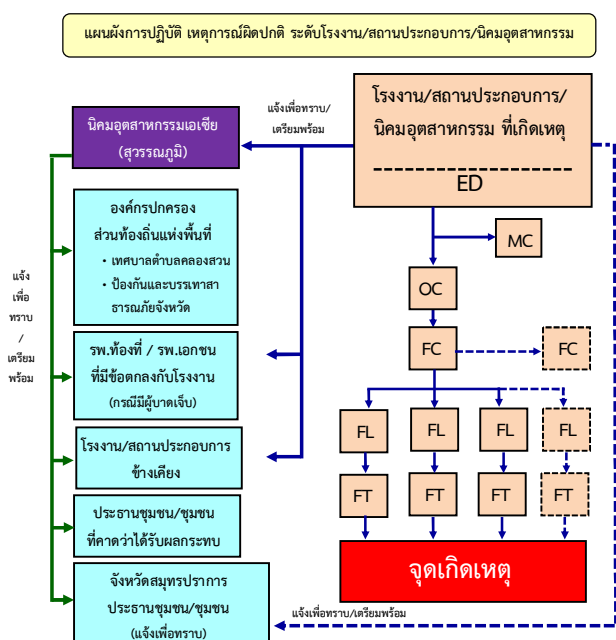 แผนผังการปฏิบัติ เหตุการณ์ผิดปกติ ระดับโรงงาน/สถานประกอบการ/นิคมอุตสาหกรรม
แจ้งเพื่อทราบ/
เตรียมพร้อม
โรงงาน/สถานประกอบการ/
นิคมอุตสาหกรรม ที่เกิดเหตุ
ED
นิคมอุตสาหกรรมเอเซีย
(สุวรรณภูมิ)
องค์กรปกครอง
ส่วนท้องถิ่นแห่งพื้นที่
• เทศบาลตำบลคลองสวน
• ป้องกันและบรรเทาสา
ธารณภัยจังหวัด
MC
OC
แจ้ง
เพื่อ
ทราบ
/
เตรียม
พร้อม
รพ.ท้องที่ / รพ.เอกชน
ที่มีข้อตกลงกับโรงงาน
(กรณีมีผู้บาดเจ็บ)
FC
FC
โรงงาน/สถานประกอบการ
ข้างเคียง
FL
FL
FL
FL
FT
FT
FT
FT
ประธานชุมชน/ชุมชน
ที่คาดว่าได้รับผลกระทบ
จุดเกิดเหตุ
จังหวัดสมุทรปราการ
ประธานชุมชน/ชุมชน
(แจ้งเพื่อทราบ)
แจ้งเพื่อทราบ/เตรียมพร้อม